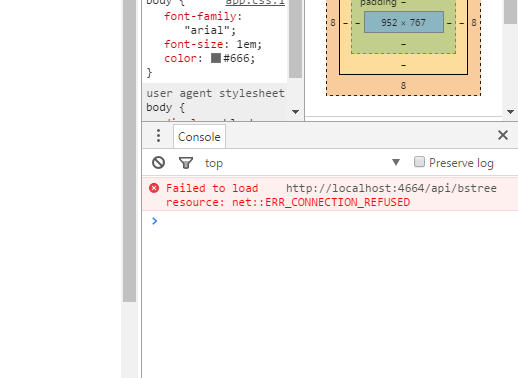 body {
app.css:1
font-family:
"arial";
font-size: 1em;
color: #666;
}
user agent stylesheet
body {
padding –
8 – – 952 × 767 – – 8
–
–
8
Console
top
Preserve log
Failed to load http://localhost:4664/api/bstree
resource: net::ERR_CONNECTION_REFUSED